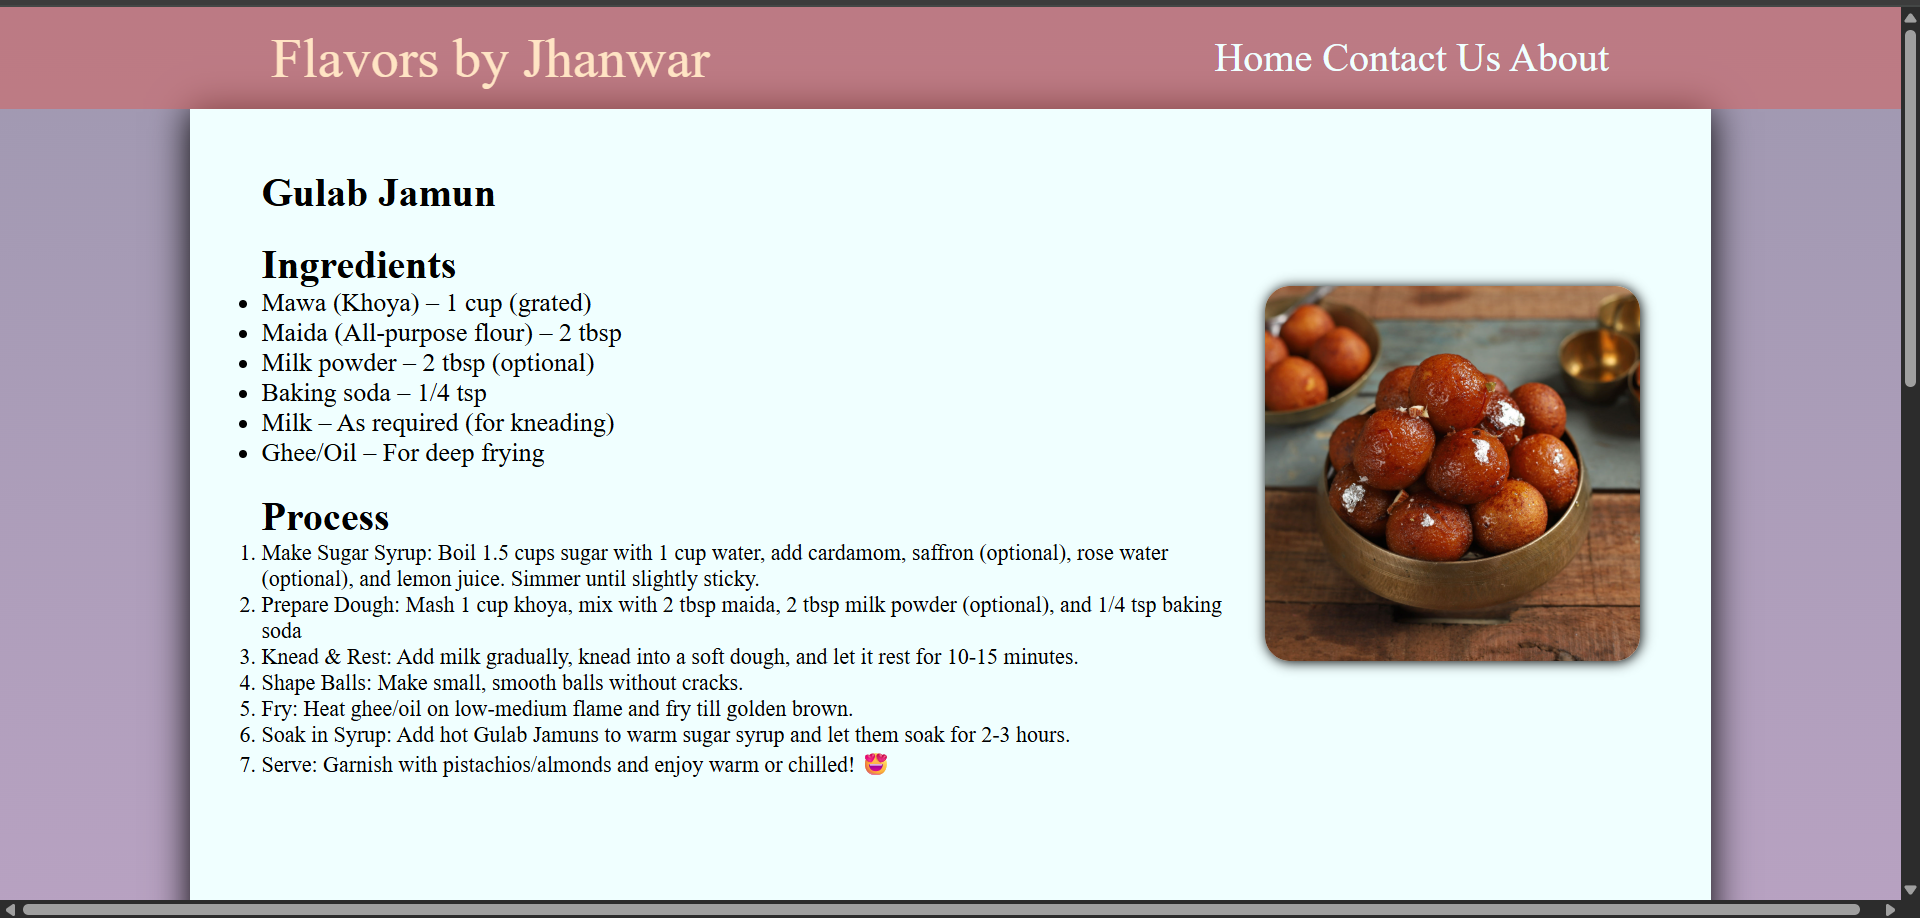 Flavors by Jhanwar
Home Contact Us About
Gulab Jamun
Ingredients
• Mawa (Khoya) – 1 cup (grated)
• Maida (All-purpose flour) – 2 tbsp
• Milk powder – 2 tbsp (optional)
• Baking soda – 1/4 tsp
• Milk – As required (for kneading)
• Ghee/Oil – For deep frying
Process
1. Make Sugar Syrup: Boil 1.5 cups sugar with 1 cup water, add cardamom, saffron (optional), rose water
(optional), and lemon juice. Simmer until slightly sticky.
2. Prepare Dough: Mash 1 cup khoya, mix with 2 tbsp maida, 2 tbsp milk powder (optional), and 1/4 tsp baking
soda
3. Knead & Rest: Add milk gradually, knead into a soft dough, and let it rest for 10-15 minutes.
4. Shape Balls: Make small, smooth balls without cracks.
5. Fry: Heat ghee/oil on low-medium flame and fry till golden brown.
6. Soak in Syrup: Add hot Gulab Jamuns to warm sugar syrup and let them soak for 2-3 hours.
7. Serve: Garnish with pistachios/almonds and enjoy warm or chilled! 😍